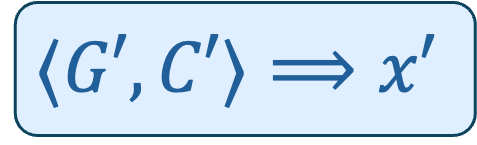 ⟨G′, C′⟩ ⟹ x′